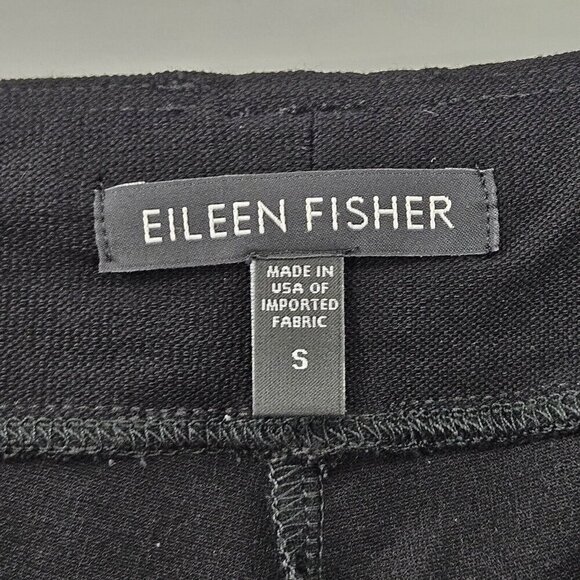 EILEEN FISHER
MADE IN
USA OF
IMPORTED
FABRIC
S